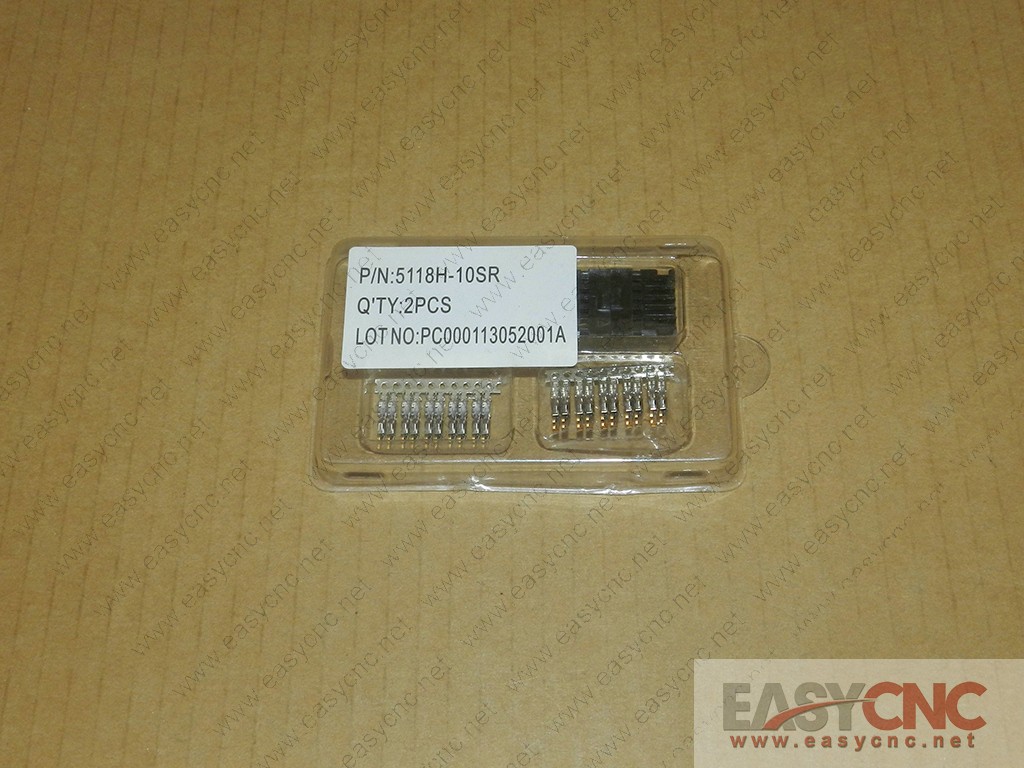 P/N:5118H-10SR
Q'TY:2PCS
LOT NO:PC000113052001A
EASYCNC
www.easycnc.net